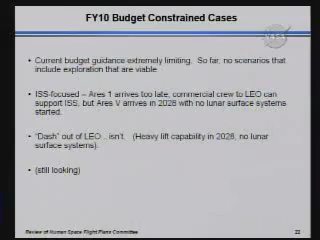 FY10 Budget Constrained Cases
NASA
• Current budget guidance extremely limiting. So far, no scenarios that
include exploration that are viable.
• ISS-focused – Ares 1 arrives too late, commercial crew to LEO can
support ISS, but Ares V arrives in 2028 with no lunar surface systems
started.
• "Dash" out of LEO .. isn't. (Heavy lift capability in 2028, no lunar
surface systems).
• (still looking)
Review of Human Space Flight Plans Committee
22